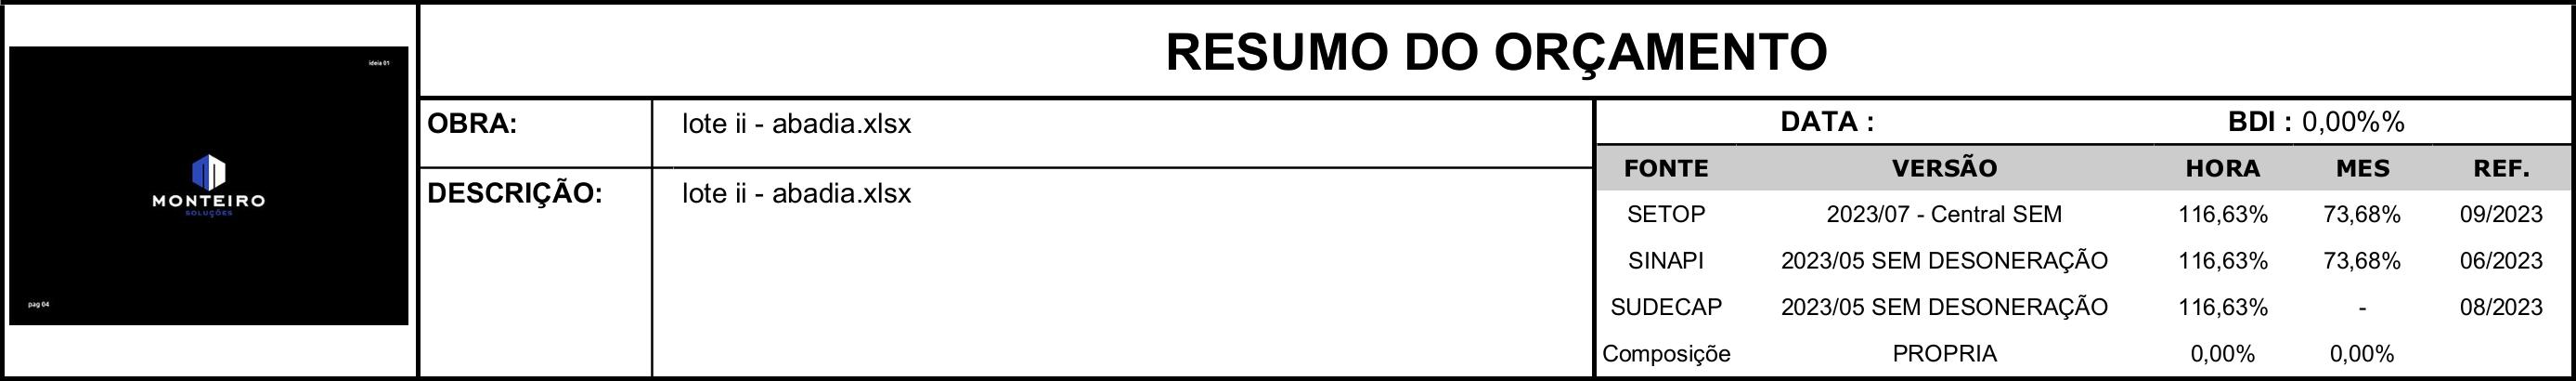 RESUMO DO ORÇAMENTO
ideia 01
MONTEIRO
SOLUÇÕES
pag 04
OBRA: lote ii - abadia.xlsx
DESCRIÇÃO: lote ii - abadia.xlsx
DATA : BDI : 0,00%%
FONTE VERSÃO HORA MES REF.
SETOP 2023/07 - Central SEM 116,63% 73,68% 09/2023
SINAPI 2023/05 SEM DESONERAÇÃO 116,63% 73,68% 06/2023
SUDECAP 2023/05 SEM DESONERAÇÃO 116,63% - 08/2023
Composiçõe PROPRIA 0,00% 0,00%